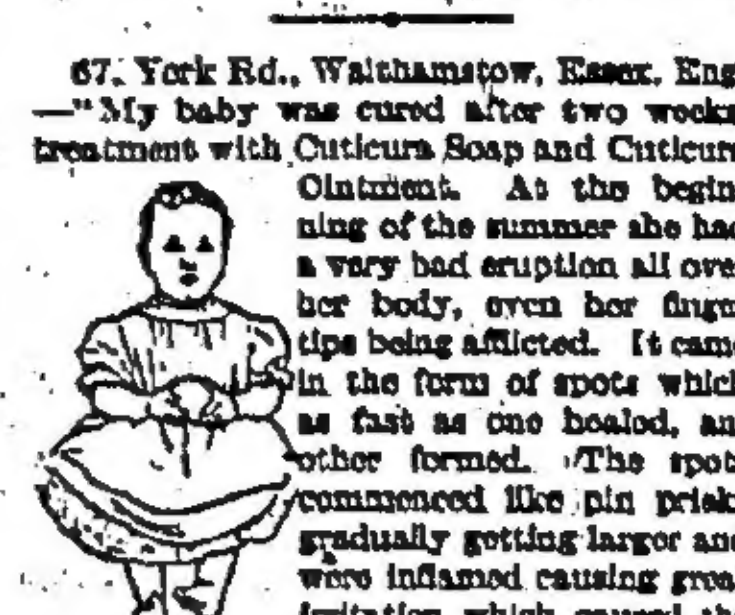 67, York Rd., Walthamstow, Essex, Eng
—"My baby was cured after two weeks
treatment with Cuticura Soap and Cuticura
Ointment. At the begin
ning of the summer she had
a very bad eruption all over
her body, even her finger
tips being afflicted. It came
in the form of spots which
as fast as one healed, an
other formed. The spots
commenced like pin pricks
gradually getting larger and
were inflamed causing great
irritation which caused